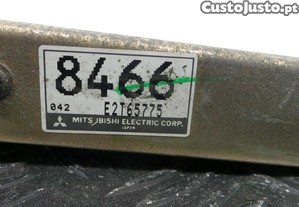 CustoJusto.pt
8466
042 E2T65775
MITSUBISHI ELECTRIC CORP.
JAPAN